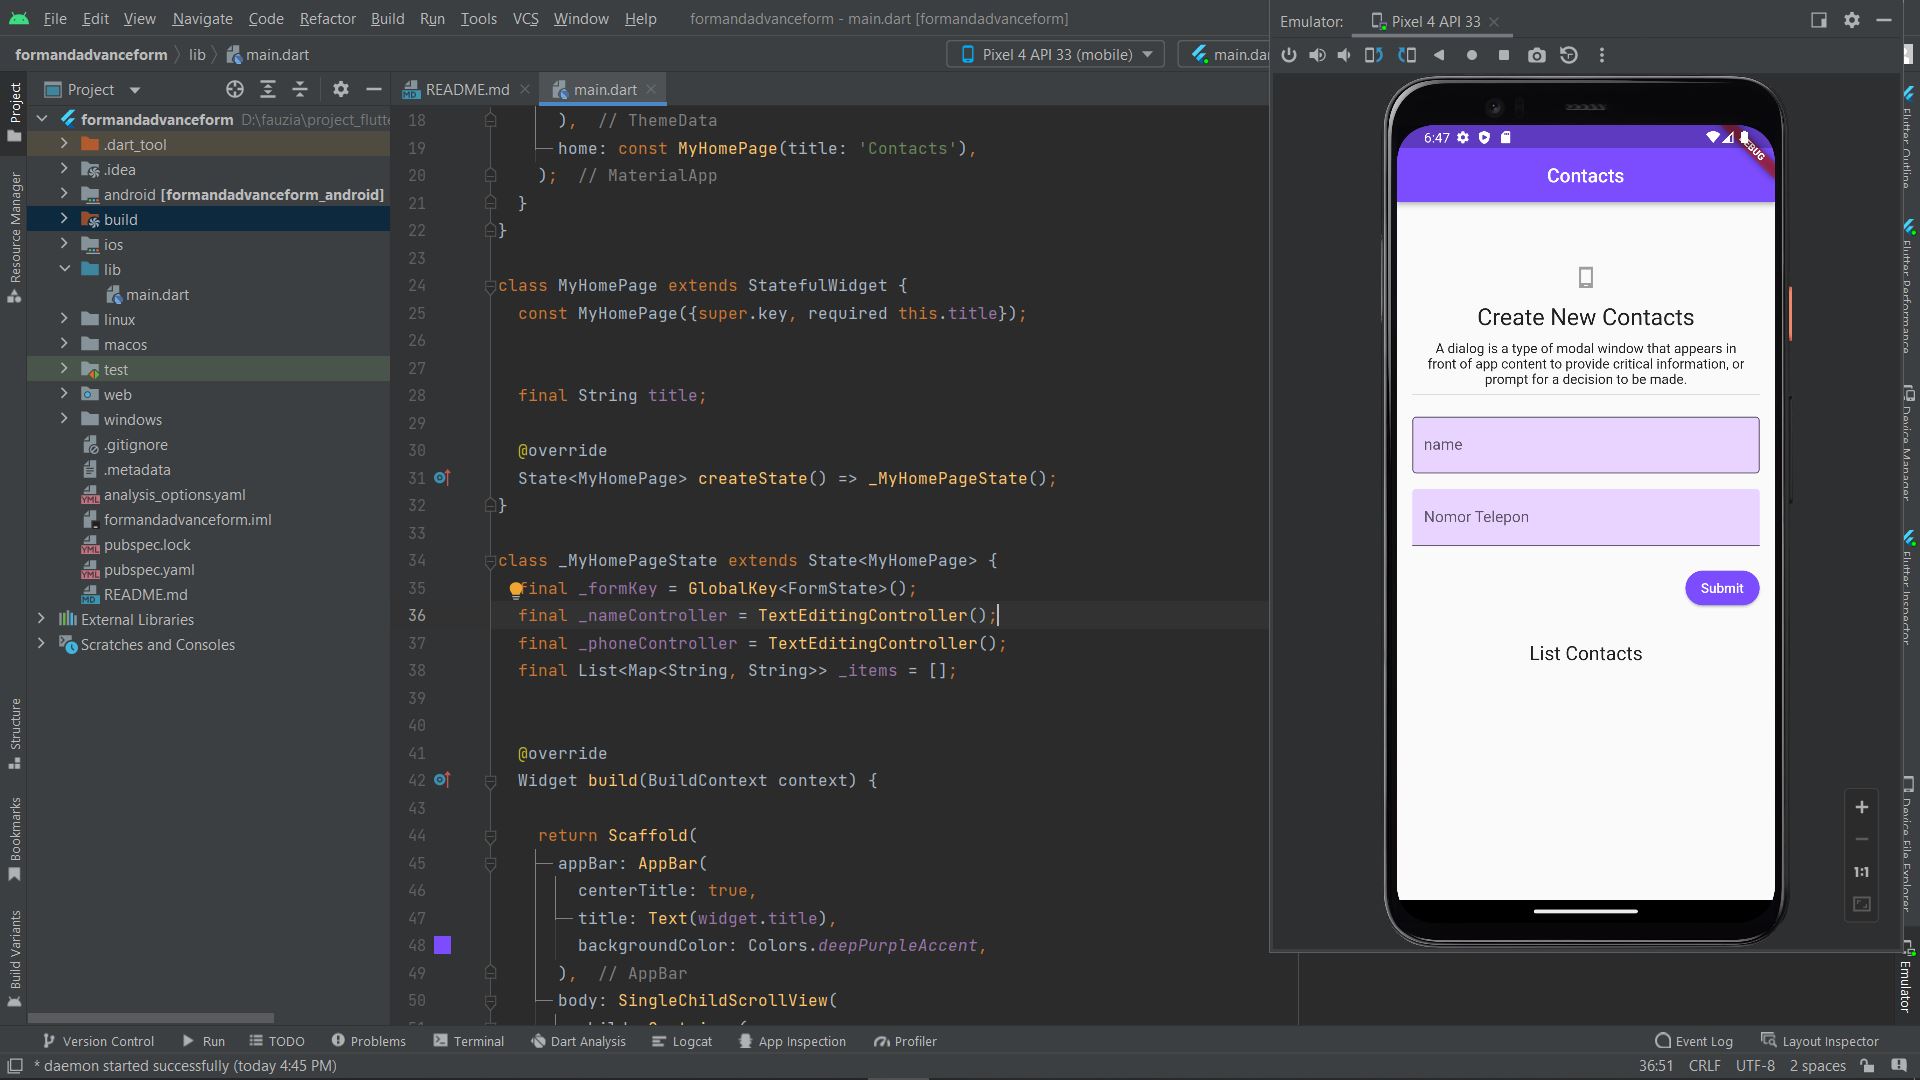 File Edit View Navigate Code Refactor Build Run Tools VCS Window Help formandadvanceform - main.dart [formandadvanceform]
formandadvanceform lib main.dart Pixel 4 API 33 (mobile) main.da
Project
README.md main.dart
formandadvanceform D:\fauzia\project_flutte
.dart_tool
.idea
android [formandadvanceform_android]
build
ios
lib
main.dart
linux
macos
test
web
windows
.gitignore
.metadata
analysis_options.yaml
formandadvanceform.iml
pubspec.lock
pubspec.yaml
README.md
External Libraries
Scratches and Consoles
Project
Resource Manager
Structure
Bookmarks
Build Variants
18 ), // ThemeData
19 home: const MyHomePage(title: 'Contacts'),
20 ); // MaterialApp
21 }
22 }
23
24 class MyHomePage extends StatefulWidget {
25 const MyHomePage({super.key, required this.title});
26
27
28 final String title;
29
30 @override
31 State<MyHomePage> createState() => _MyHomePageState();
32 }
33
34 class _MyHomePageState extends State<MyHomePage> {
35 final _formKey = GlobalKey<FormState>();
36 final _nameController = TextEditingController();
37 final _phoneController = TextEditingController();
38 final List<Map<String, String>> _items = [];
39
40
41 @override
42 Widget build(BuildContext context) {
43
44 return Scaffold(
45 appBar: AppBar(
46 centerTitle: true,
47 title: Text(widget.title),
48 backgroundColor: Colors.deepPurpleAccent,
49 ), // AppBar
50 body: SingleChildScrollView(
Emulator: Pixel 4 API 33
6:47
Contacts
Create New Contacts
A dialog is a type of modal window that appears in
front of app content to provide critical information, or
prompt for a decision to be made.
name
Nomor Telepon
Submit
List Contacts
1:1
Flutter Outline
Flutter Performance
Device Manager
Flutter Inspector
Device File Explorer
Emulator
Version Control Run TODO Problems Terminal Dart Analysis Logcat App Inspection Profiler Event Log Layout Inspector
* daemon started successfully (today 4:45 PM) 36:51 CRLF UTF-8 2 spaces